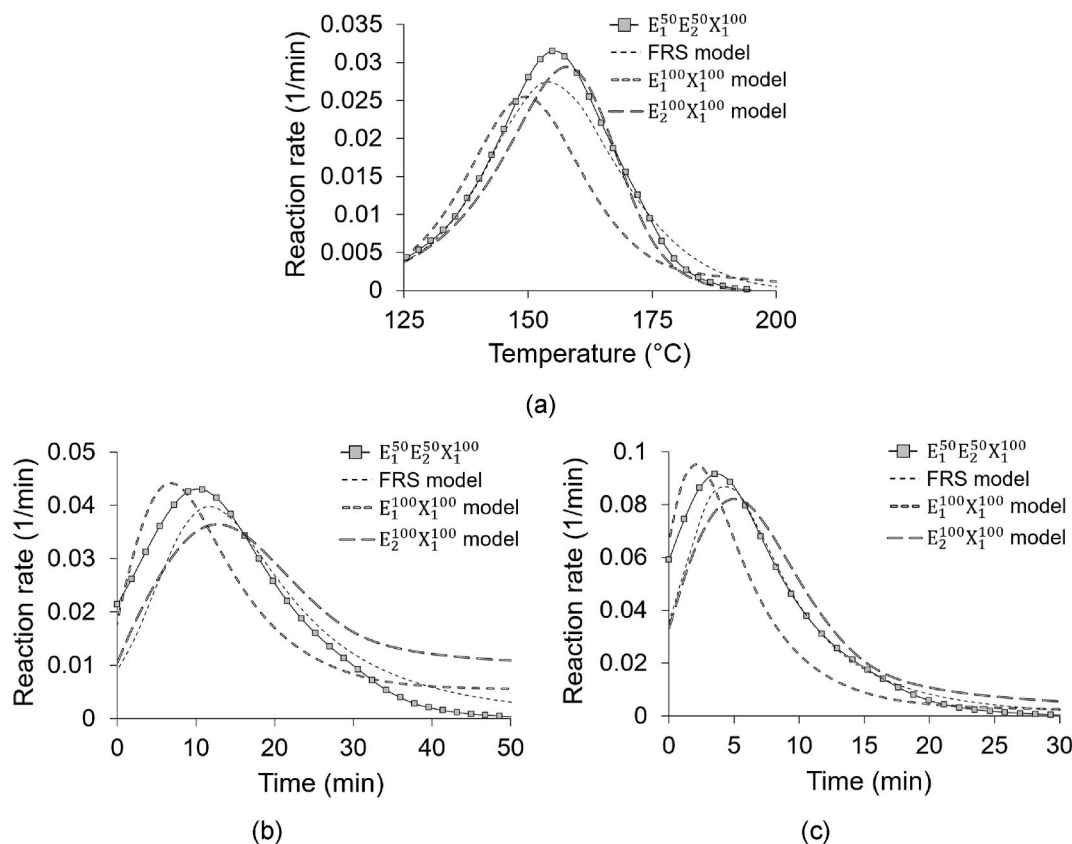 Reaction rate (1/min)
0.035
0.03
0.025
0.02
0.015
0.01
0.005
0
125
150
175
200
Temperature (°C)
E₁⁵⁰E₂⁵⁰X₁¹⁰⁰
FRS model
E₁¹⁰⁰X₁¹⁰⁰ model
E₂¹⁰⁰X₁¹⁰⁰ model
(a)
Reaction rate (1/min)
0.05
0.04
0.03
0.02
0.01
0
0
10
20
30
40
50
Time (min)
E₁⁵⁰E₂⁵⁰X₁¹⁰⁰
FRS model
E₁¹⁰⁰X₁¹⁰⁰ model
E₂¹⁰⁰X₁¹⁰⁰ model
(b)
Reaction rate (1/min)
0.1
0.08
0.06
0.04
0.02
0
0
5
10
15
20
25
30
Time (min)
E₁⁵⁰E₂⁵⁰X₁¹⁰⁰
FRS model
E₁¹⁰⁰X₁¹⁰⁰ model
E₂¹⁰⁰X₁¹⁰⁰ model
(c)